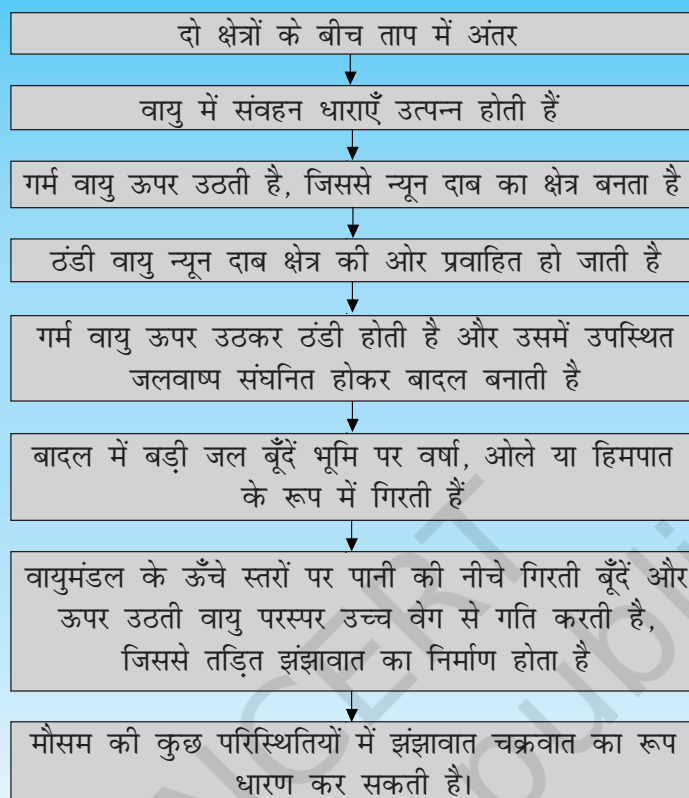 दो क्षेत्रों के बीच ताप में अंतर
वायु में संवहन धाराएँ उत्पन्न होती हैं
गर्म वायु ऊपर उठती है, जिससे न्यून दाब का क्षेत्र बनता है
ठंडी वायु न्यून दाब क्षेत्र की ओर प्रवाहित हो जाती है
गर्म वायु ऊपर उठकर ठंडी होती है और उसमें उपस्थित
जलवाष्प संघनित होकर बादल बनाती है
बादल में बड़ी जल बूँदें भूमि पर वर्षा, ओले या हिमपात
के रूप में गिरती हैं
वायुमंडल के ऊँचे स्तरों पर पानी की नीचे गिरती बूँदें और
ऊपर उठती वायु परस्पर उच्च वेग से गति करती है,
जिससे तड़ित झंझावात का निर्माण होता है
मौसम की कुछ परिस्थितियों में झंझावात चक्रवात का रूप
धारण कर सकती है।
NCERT